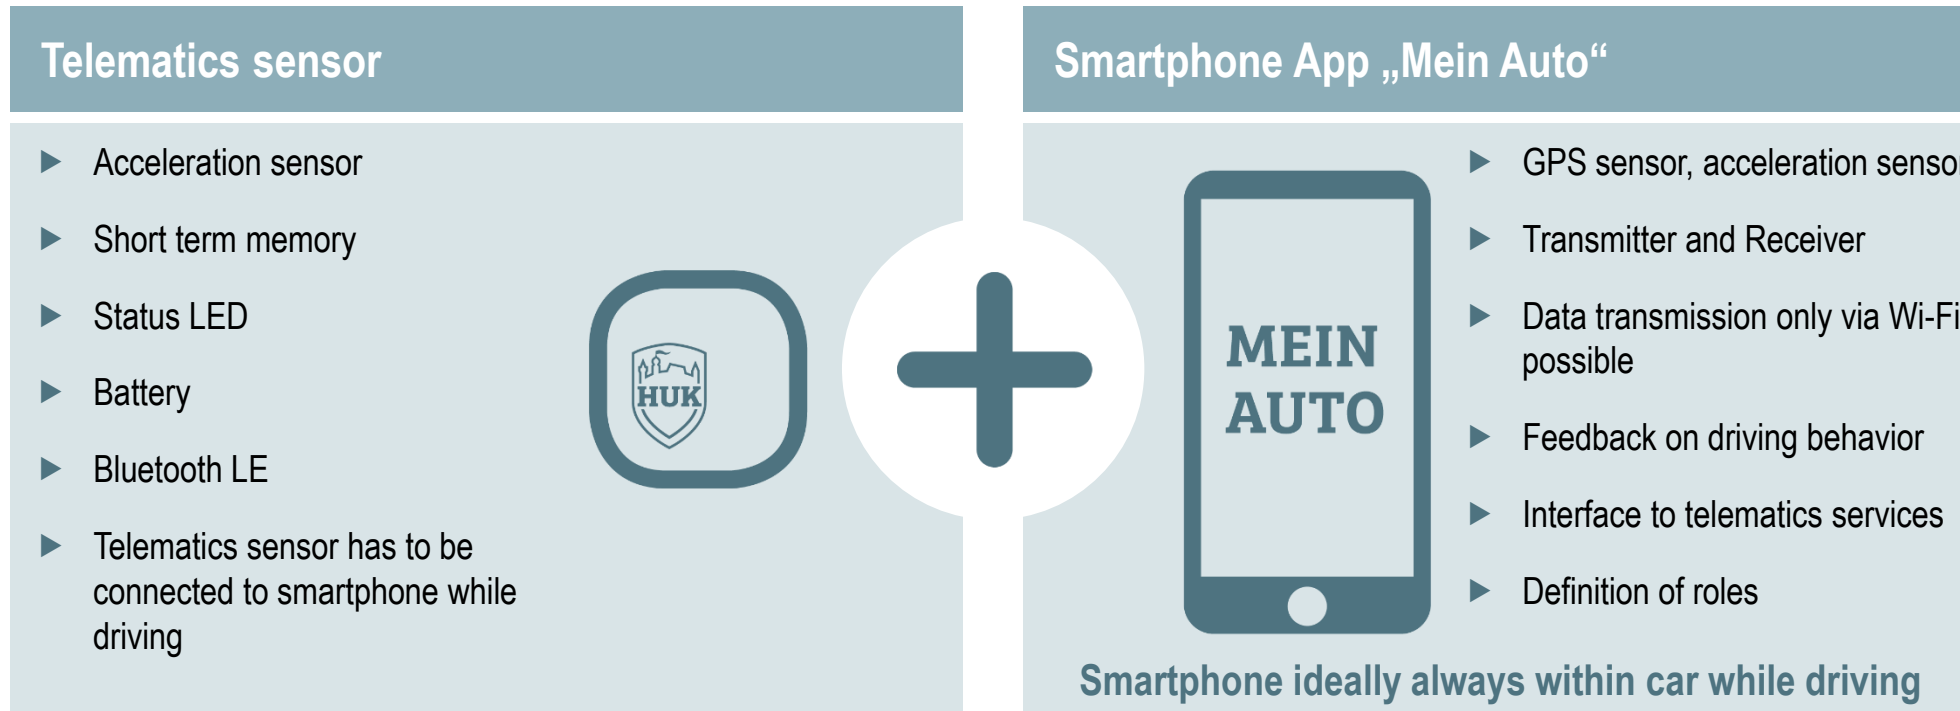 Telematics sensor
Acceleration sensor
Short term memory
Status LED
Battery
Bluetooth LE
Telematics sensor has to be
connected to smartphone while
driving
HUK
Smartphone App „Mein Auto“
MEIN
AUTO
GPS sensor, acceleration sensor
Transmitter and Receiver
Data transmission only via Wi-Fi
possible
Feedback on driving behavior
Interface to telematics services
Definition of roles
Smartphone ideally always within car while driving